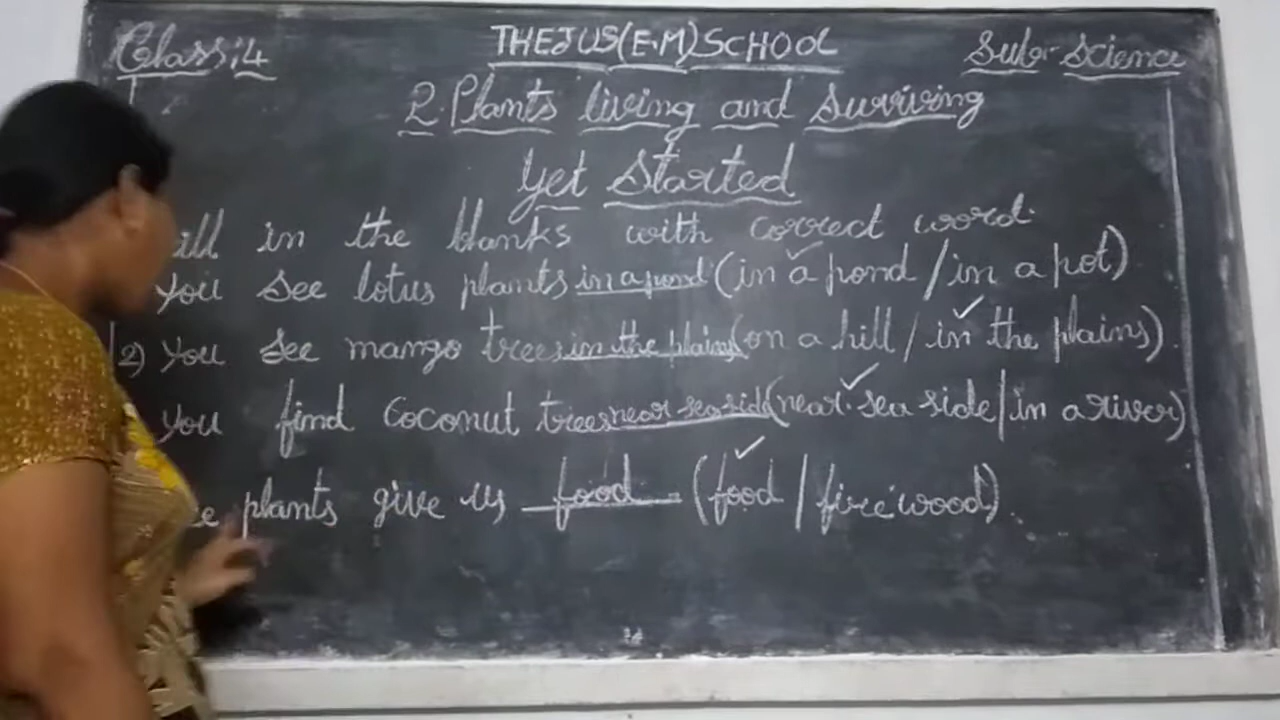 Class:4 THEJUS(E.M)SCHOOL Sub- Science
2. Plants living and Surviving
Get Started
ill in the blanks with correct word.
You see lotus plants in a pond (in a pond / in a pot)
2) You see mango trees in the plains (on a hill / in the plains).
You find Coconut trees near sea side (near sea side / in a river)
plants give us food (food / fire wood).